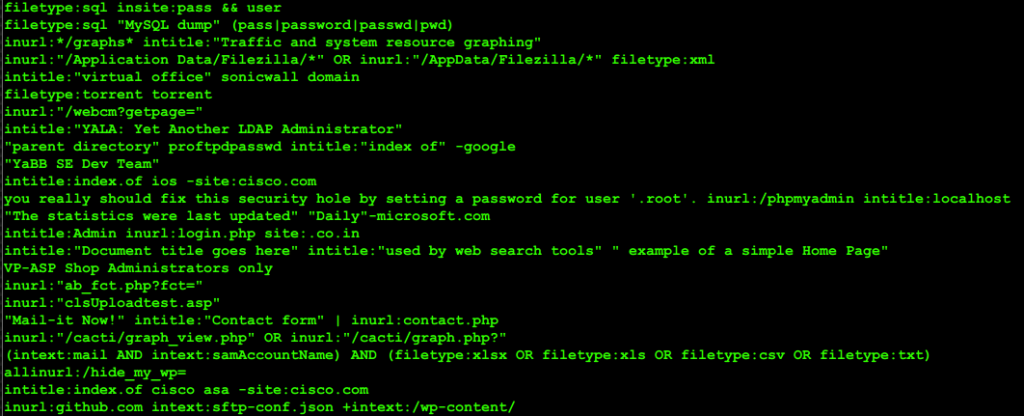 filetype:sql insite:pass && user
filetype:sql "MySQL dump" (pass|password|passwd|pwd)
inurl:*/graphs* intitle:"Traffic and system resource graphing"
inurl:"/Application Data/Filezilla/*" OR inurl:"/AppData/Filezilla/*" filetype:xml
intitle:"virtual office" sonicwall domain
filetype:torrent torrent
inurl:"/webcm?getpage="
intitle:"YALA: Yet Another LDAP Administrator"
"parent directory" proftpdpasswd intitle:"index of" -google
"YaBB SE Dev Team"
intitle:index.of ios -site:cisco.com
you really should fix this security hole by setting a password for user '.root'. inurl:/phpmyadmin intitle:localhost
"The statistics were last updated" "Daily"-microsoft.com
intitle:Admin inurl:login.php site:.co.in
intitle:"Document title goes here" intitle:"used by web search tools" " example of a simple Home Page"
VP-ASP Shop Administrators only
inurl:"ab_fct.php?fct="
inurl:"clsUploadtest.asp"
"Mail-it Now!" intitle:"Contact form" | inurl:contact.php
inurl:"/cacti/graph_view.php" OR inurl:"/cacti/graph.php?"
(intext:mail AND intext:samAccountName) AND (filetype:xlsx OR filetype:xls OR filetype:csv OR filetype:txt)
allinurl:/hide_my_wp=
intitle:index.of cisco asa -site:cisco.com
inurl:github.com intext:sftp-conf.json +intext:/wp-content/